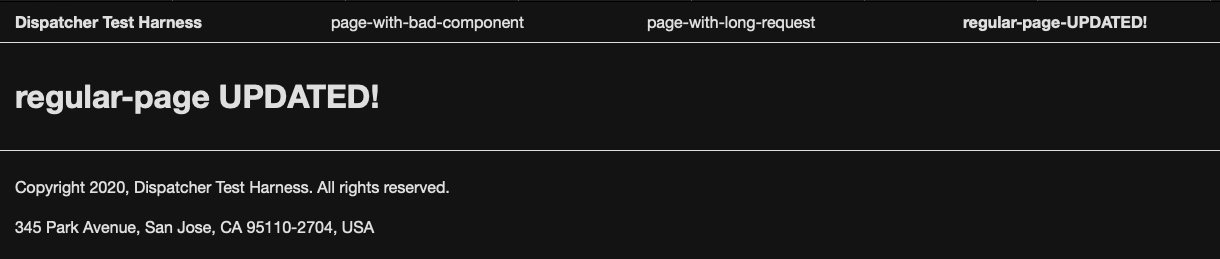 Dispatcher Test Harness page-with-bad-component page-with-long-request regular-page-UPDATED!
regular-page UPDATED!
Copyright 2020, Dispatcher Test Harness. All rights reserved.
345 Park Avenue, San Jose, CA 95110-2704, USA